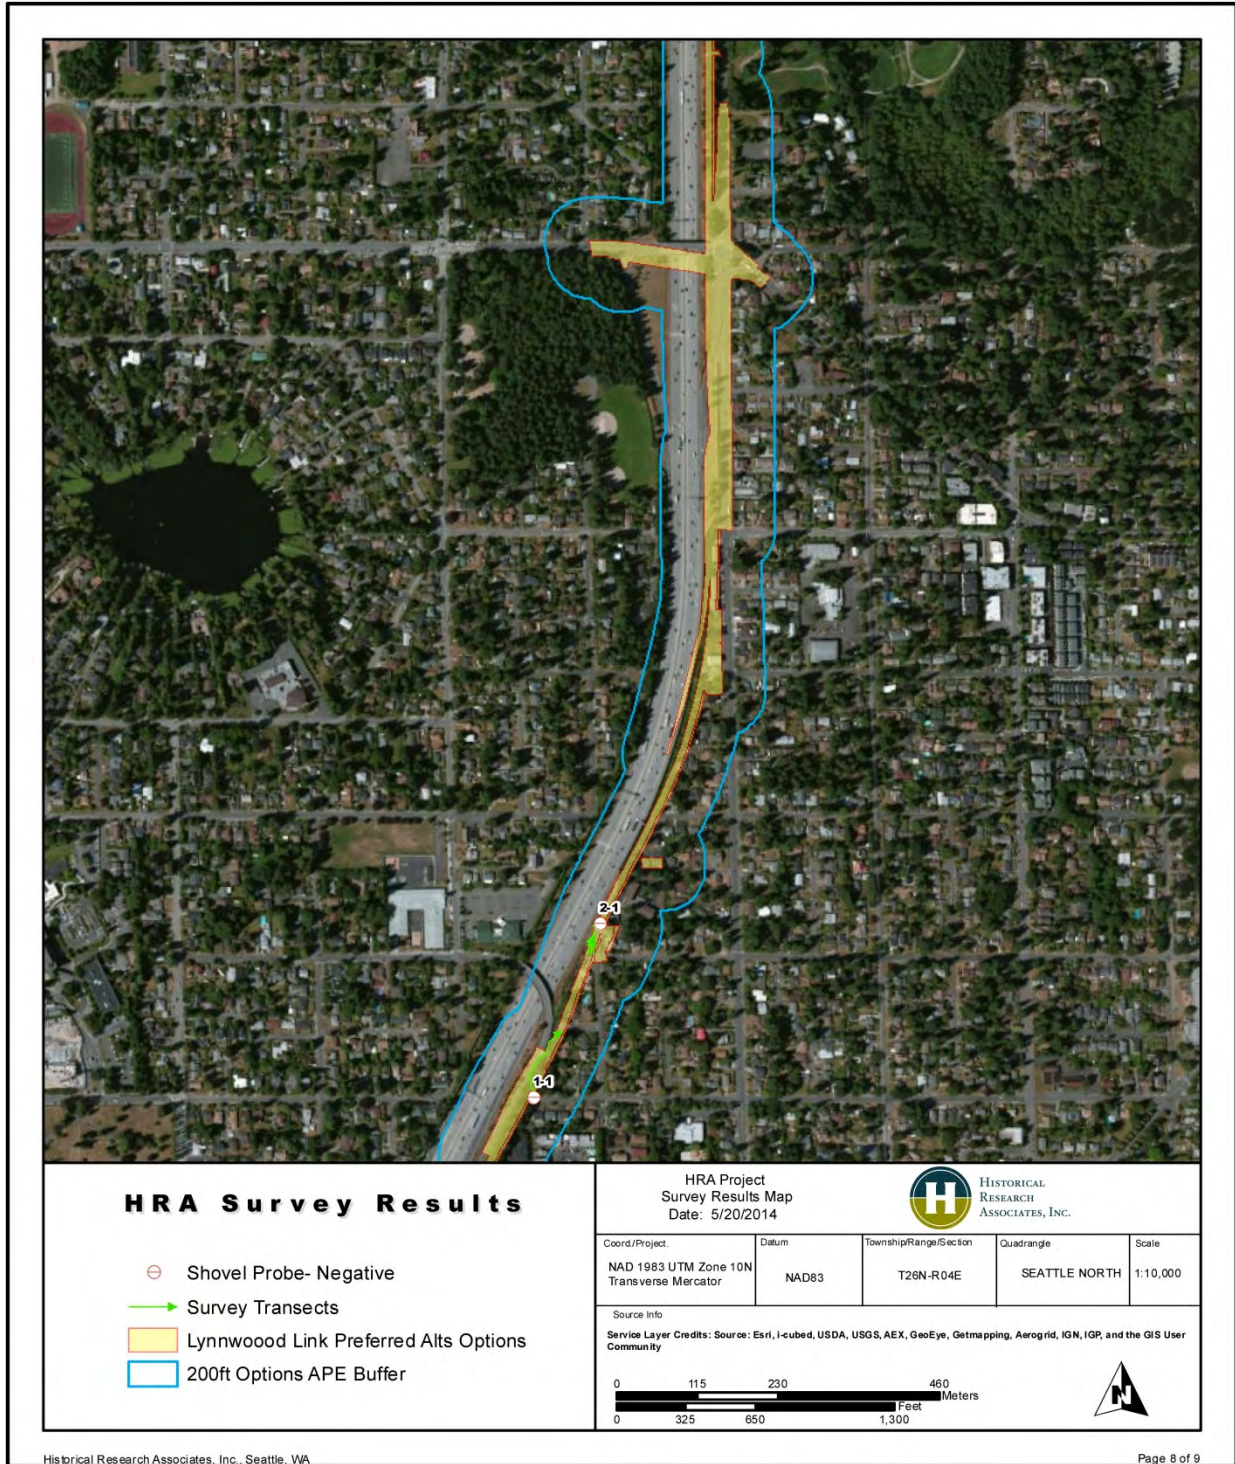 2-1
1-1
HRA Survey Results
Shovel Probe- Negative
Survey Transects
Lynnwoood Link Preferred Alts Options
200ft Options APE Buffer
HRA Project
Survey Results Map
Date: 5/20/2014
H
HISTORICAL
RESEARCH
ASSOCIATES, INC.
Coord./Project.
NAD 1983 UTM Zone 10N
Transverse Mercator
Datum
NAD83
Township/Range/Section
T26N-R04E
Quadrangle
SEATTLE NORTH
Scale
1:10,000
Source Info
Service Layer Credits: Source: Esri, i-cubed, USDA, USGS, AEX, GeoEye, Getmapping, Aerogrid, IGN, IGP, and the GIS User
Community
0 115 230 460
Meters
Feet
0 325 650 1,300
N
Historical Research Associates, Inc., Seattle, WA
Page 8 of 9